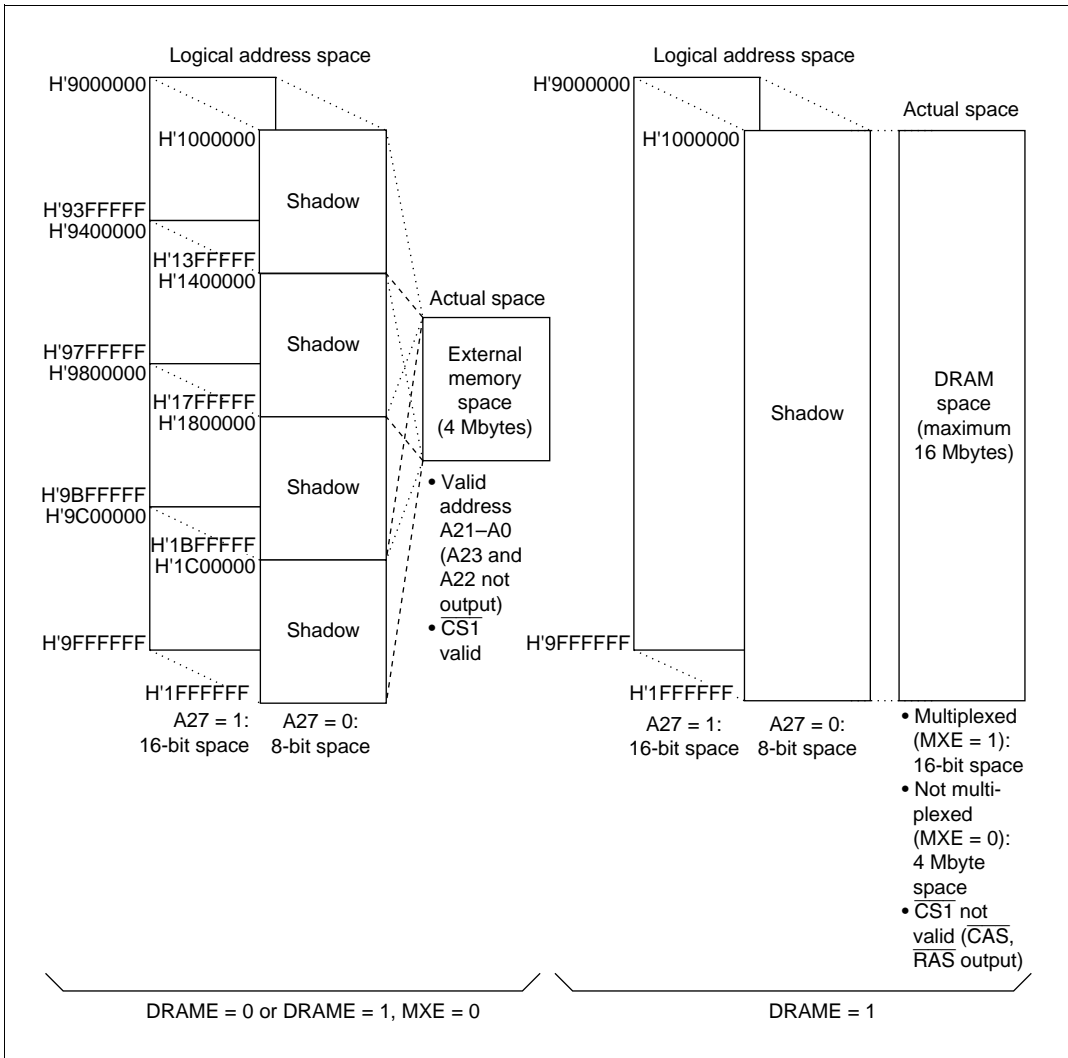 Logical address space
H'9000000
H'1000000
Shadow
H'93FFFFF
H'9400000
H'13FFFFF
H'1400000
Shadow
H'97FFFFF
H'9800000
H'17FFFFF
H'1800000
Shadow
H'9BFFFFF
H'9C00000
H'1BFFFFF
H'1C00000
Shadow
H'9FFFFFF
H'1FFFFFF
A27 = 1:
16-bit space
A27 = 0:
8-bit space
Actual space
External
memory
space
(4 Mbytes)
• Valid
address
A21–A0
(A23 and
A22 not
output)
• CS1
valid
DRAME = 0 or DRAME = 1, MXE = 0
Logical address space
H'9000000
H'1000000
Shadow
H'9FFFFFF
H'1FFFFFF
A27 = 1:
16-bit space
A27 = 0:
8-bit space
Actual space
DRAM
space
(maximum
16 Mbytes)
• Multiplexed
(MXE = 1):
16-bit space
• Not multi-
plexed
(MXE = 0):
4 Mbyte
space
• CS1 not
valid (CAS,
RAS output)
DRAME = 1